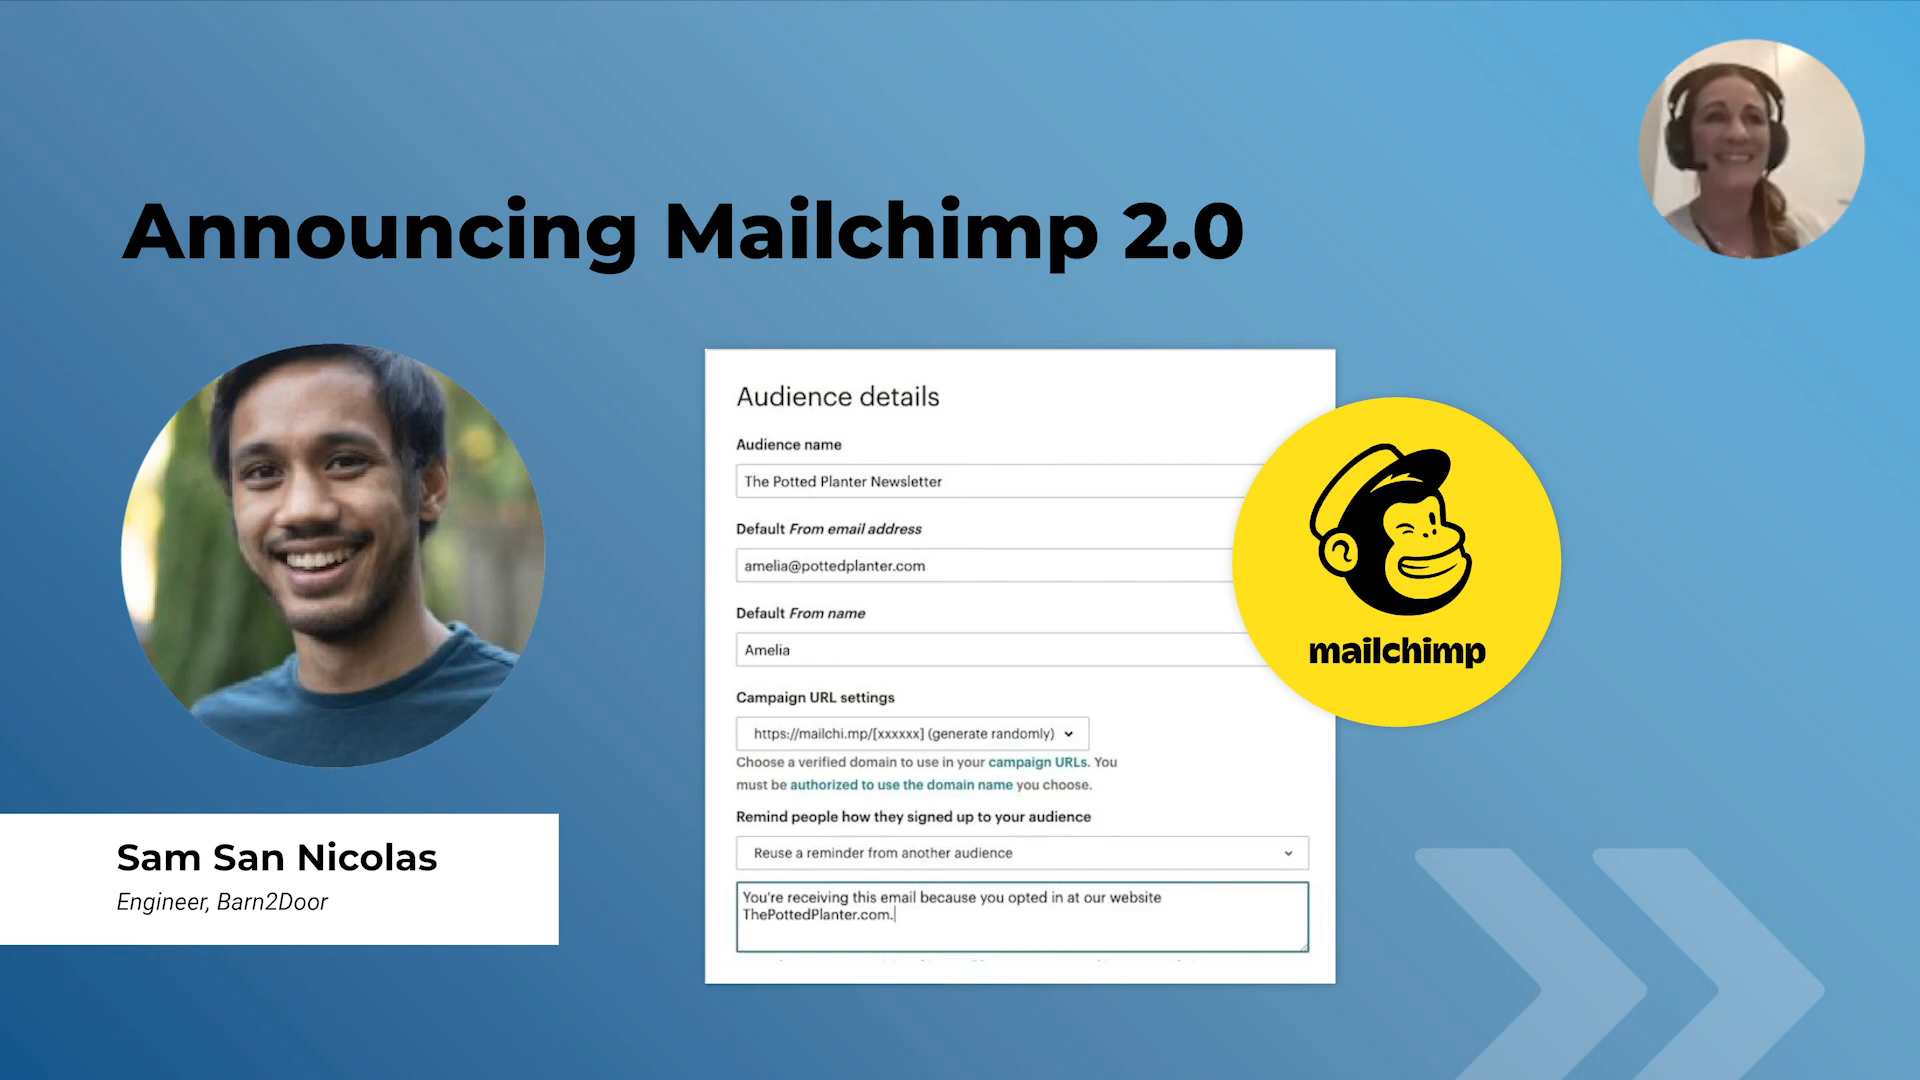 Announcing Mailchimp 2.0
Sam San Nicolas
Engineer, Barn2Door
Audience details
Audience name
The Potted Planter Newsletter
Default From email address
amelia@pottedplanter.com
Default From name
Amelia
Campaign URL settings
https://mailchi.mp/[xxxxxx] (generate randomly)
Choose a verified domain to use in your campaign URLs. You
must be authorized to use the domain name you choose.
Remind people how they signed up to your audience
Reuse a reminder from another audience
You're receiving this email because you opted in at our website
ThePottedPlanter.com.
mailchimp